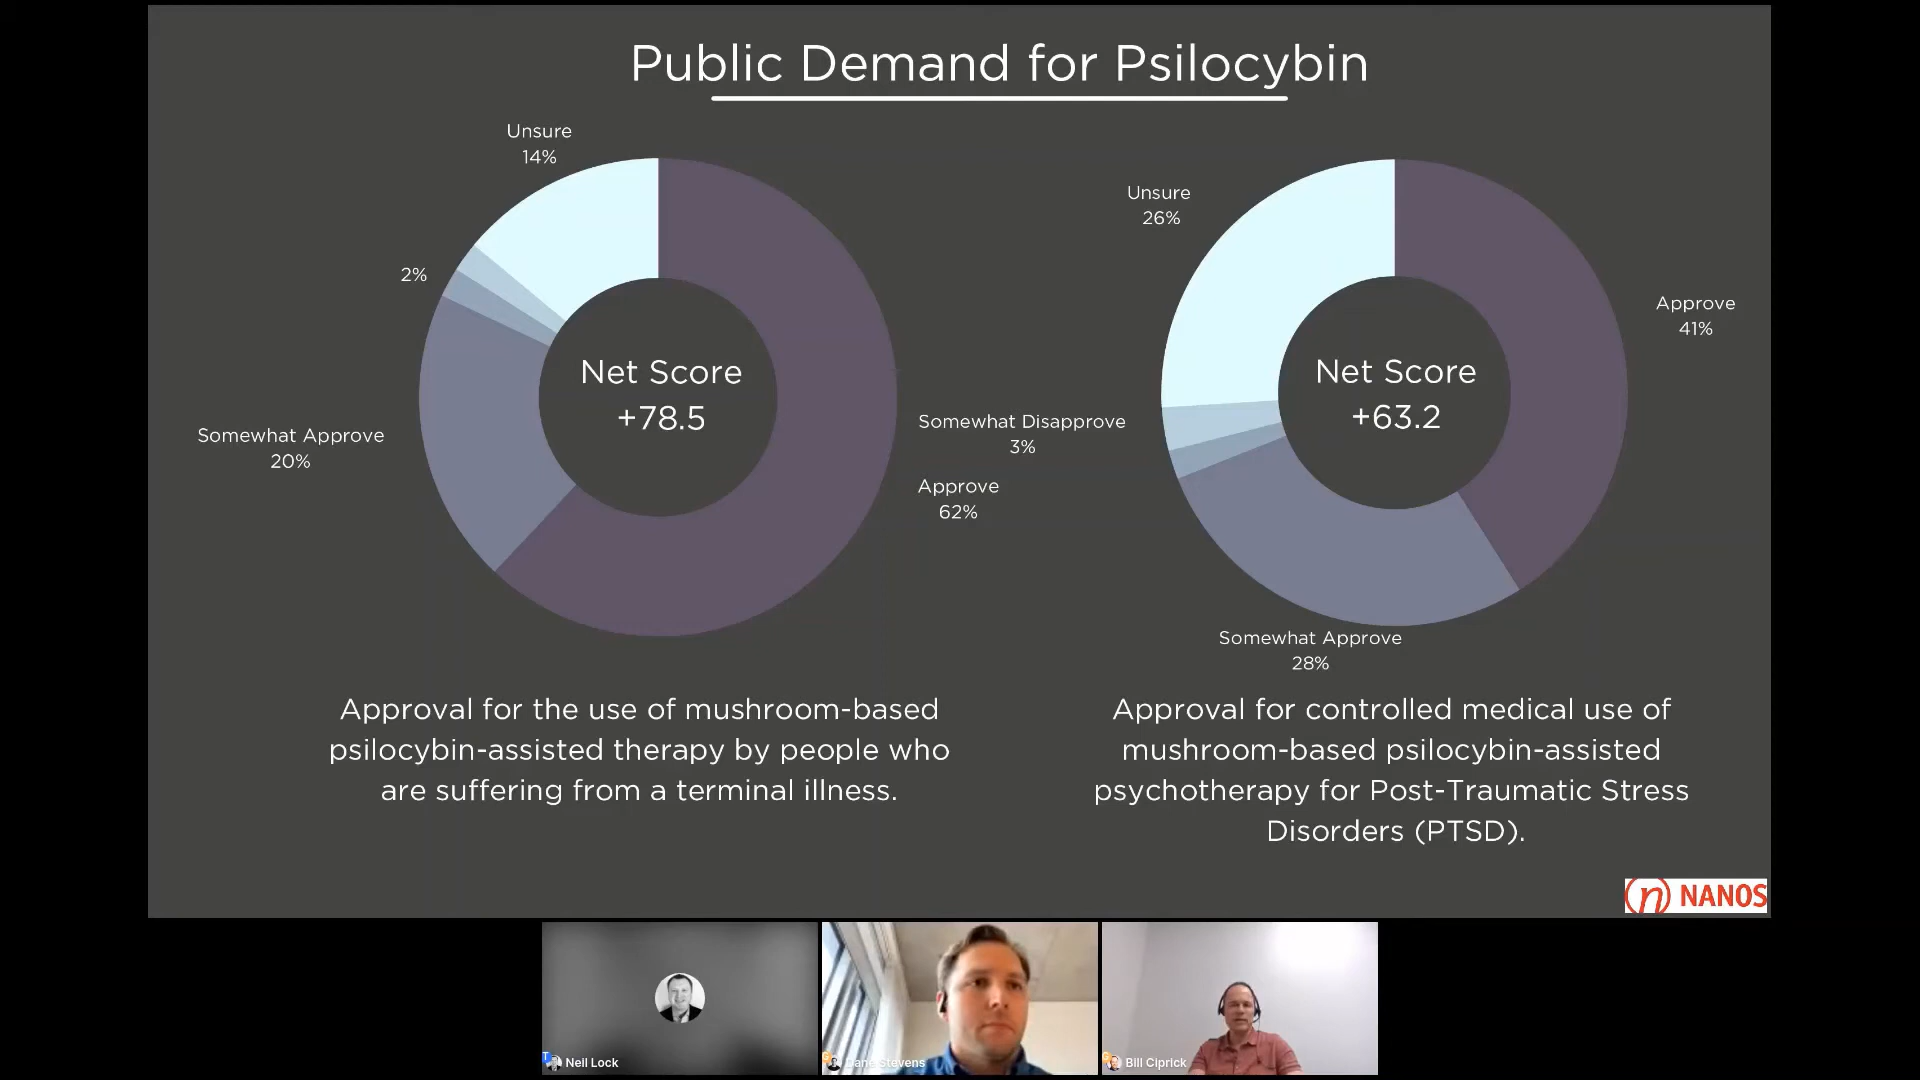 Public Demand for Psilocybin
Unsure
14%
2%
Somewhat Approve
20%
Net Score
+78.5
Approve
62%
Approval for the use of mushroom-based
psilocybin-assisted therapy by people who
are suffering from a terminal illness.
Unsure
26%
Approve
41%
Somewhat Disapprove
3%
Net Score
+63.2
Somewhat Approve
28%
Approval for controlled medical use of
mushroom-based psilocybin-assisted
psychotherapy for Post-Traumatic Stress
Disorders (PTSD).
n NANOS
Neil Lock
Dane Stevens
Bill Ciprick